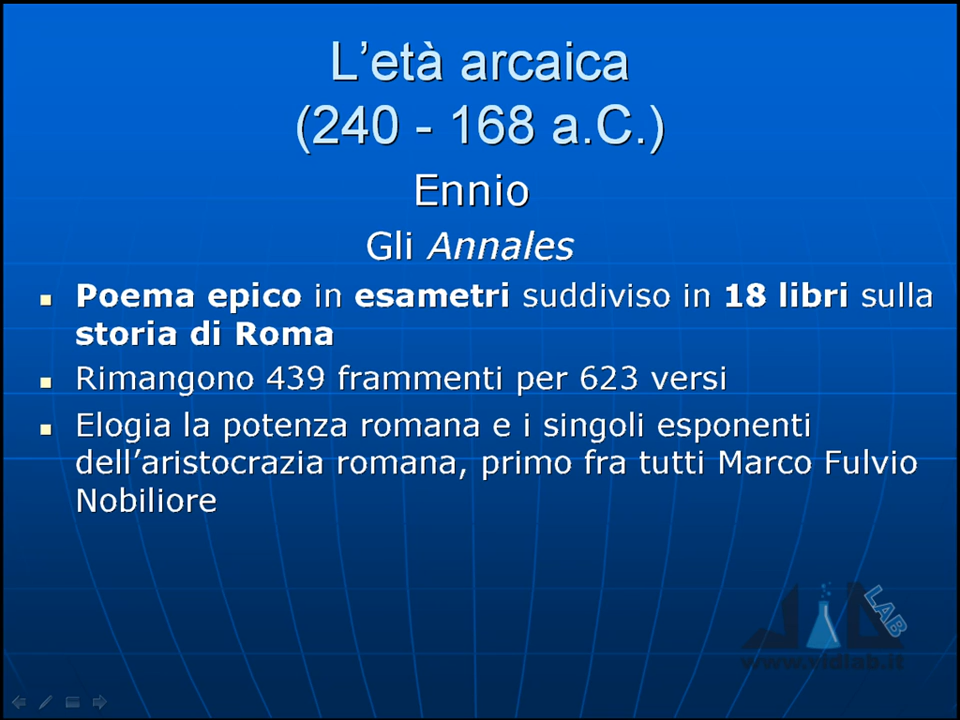 L’età arcaica
(240 - 168 a.C.)
Ennio
Gli Annales
Poema epico in esametri suddiviso in 18 libri sulla
storia di Roma
Rimangono 439 frammenti per 623 versi
Elogia la potenza romana e i singoli esponenti
dell’aristocrazia romana, primo fra tutti Marco Fulvio
Nobiliore
LAB
www.vidlab.it